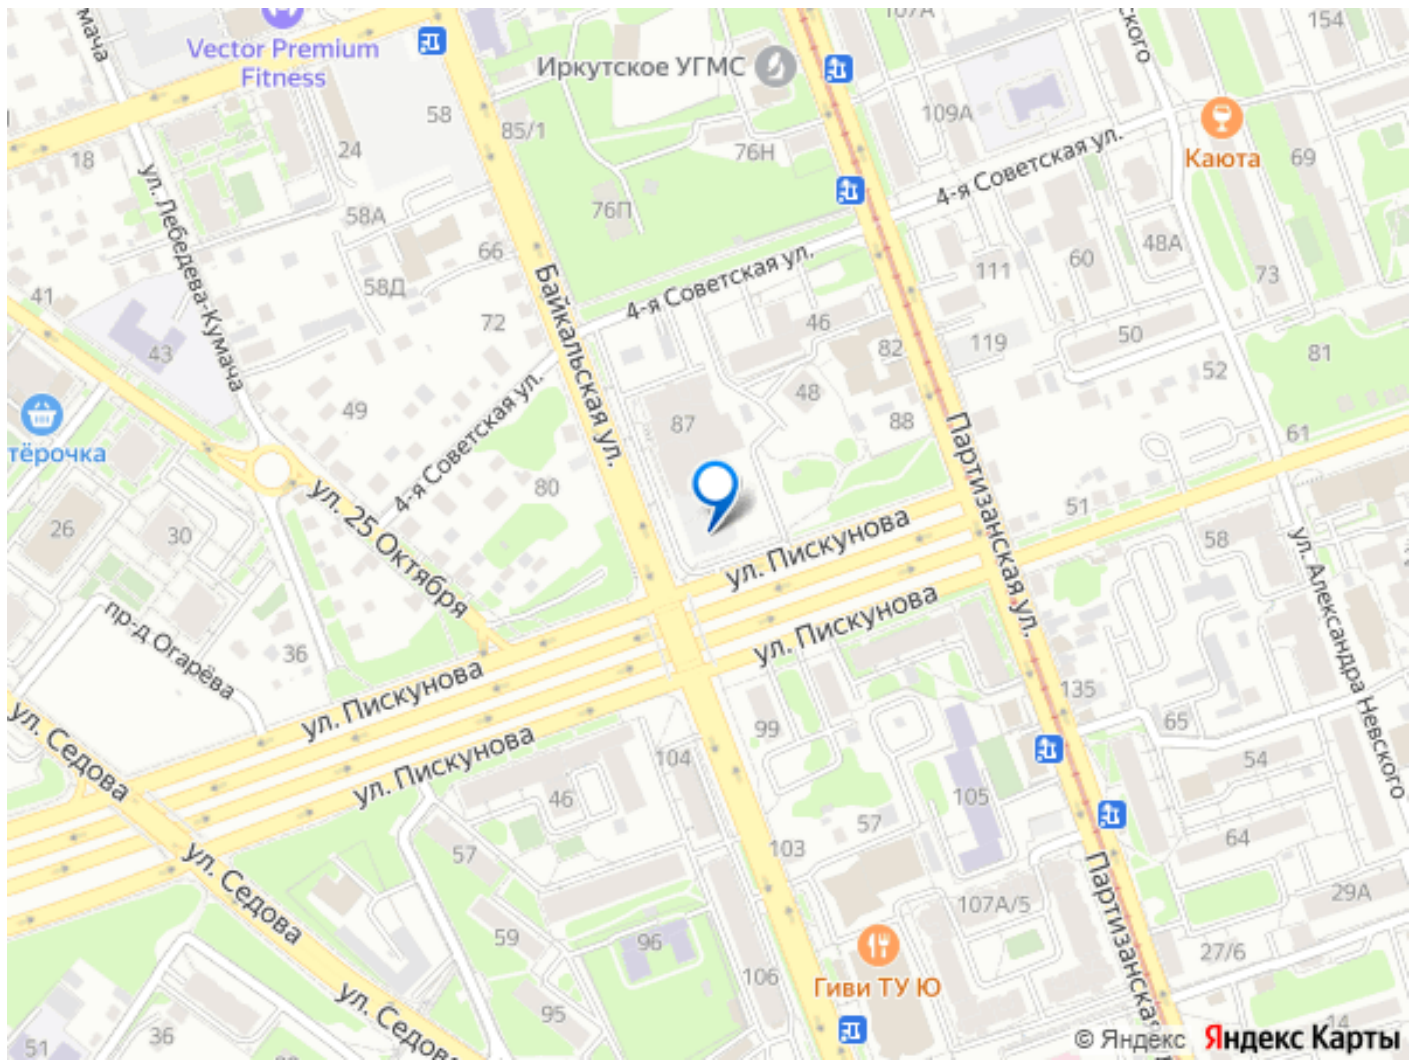 мача
Vector Premium
Fitness
Иркутское УГМС
107А
ского
154
58
85/1
109А
Каюта
18
24
76Н
69
4-я Советская ул.
ул. Лебедева-Кумача
58А
76П
66
48А
60
111
73
58Д
4-я Советская ул.
41
Байкальская ул.
72
46
50
119
82
81
43
52
49
48
4-я Советская ул.
87
88
61
тёрочка
Партизанская ул.
80
51
ул. 25 Октября
26
30
ул. Пискунова
58
ул. Александра Невского
пр-д Огарёва
ул. Пискунова
36
ул. Пискунова
135
99
65
ул. Седова
ул. Пискунова
104
54
46
105
57
64
57
103
ул. Седова
Партизанская
29А
107А/5
59
96
27/6
106
Гиви ТУ Ю
ул. Седова
95
36
51
14
© Яндекс Яндекс Карты